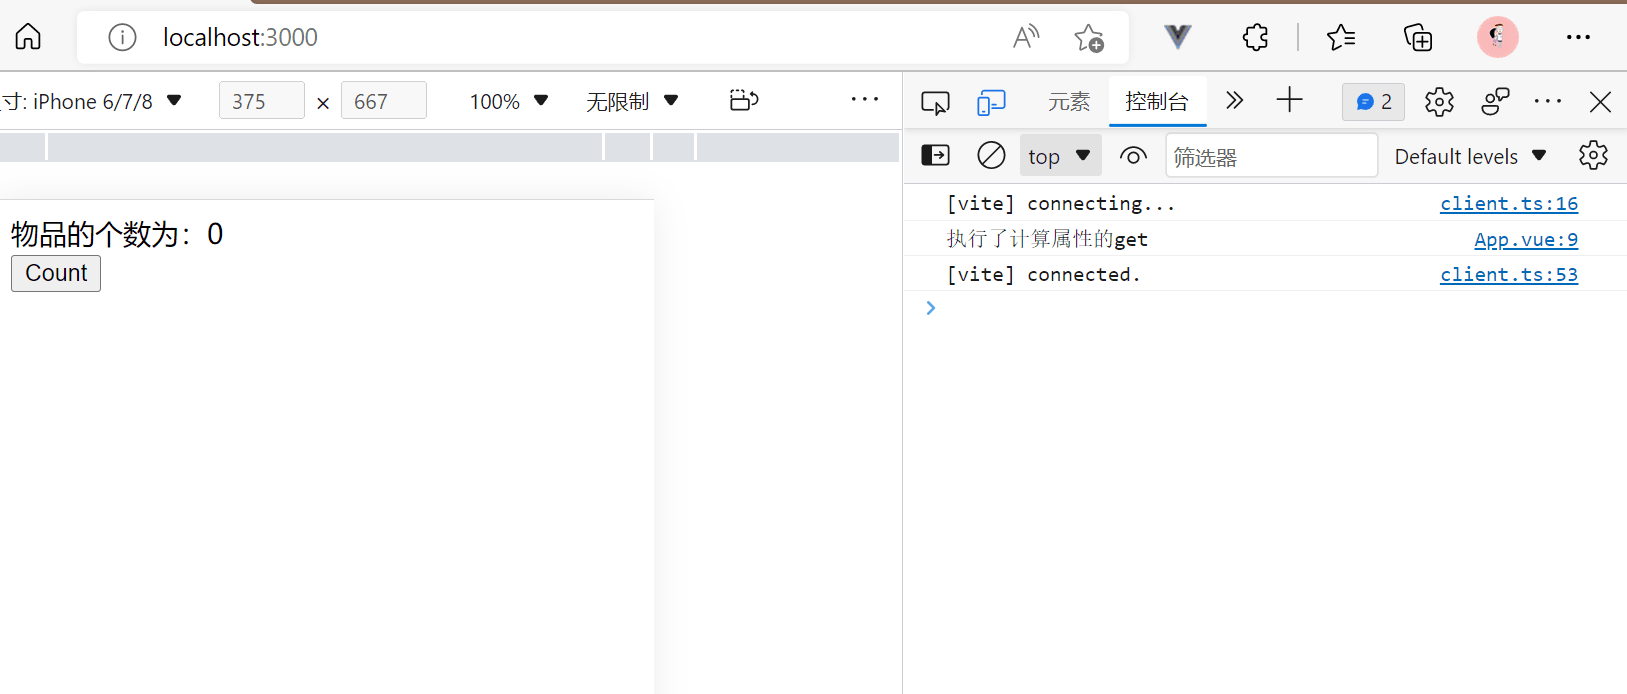 localhost:3000
寸: iPhone 6/7/8
375 × 667
100%
无限制
元素
控制台
2
top
筛选器
Default levels
物品的个数为：0
Count
[vite] connecting... client.ts:16
执行了计算属性的get App.vue:9
[vite] connected. client.ts:53